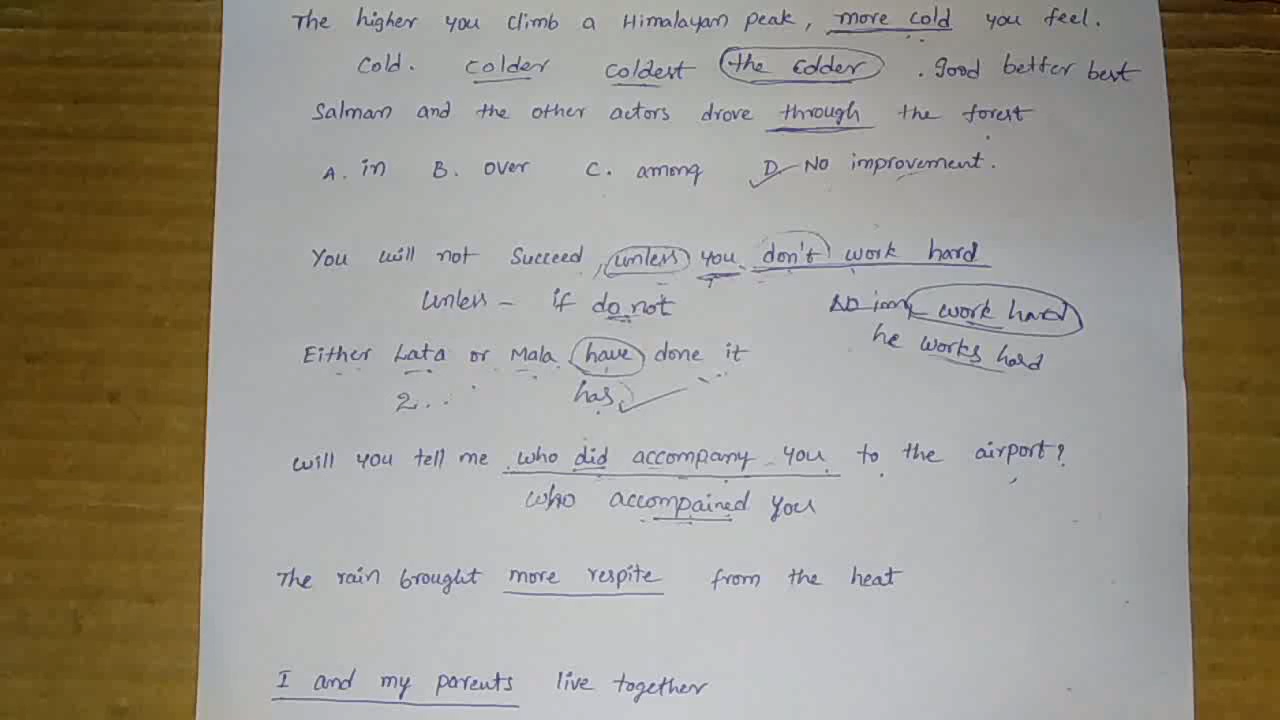 The higher you climb a Himalayan peak, more cold you feel.
Cold. colder coldest the colder . good better best
Salman and the other actors drove through the forest
A. in B. over C. among D. No improvement.
You will not succeed, unless you don't work hard
unless - if do not work hard
he works hard
Either Lata or Mala have done it
2.. has
will you tell me who did accompany you to the airport?
who accompained you
The rain brought more respite from the heat
I and my parents live together